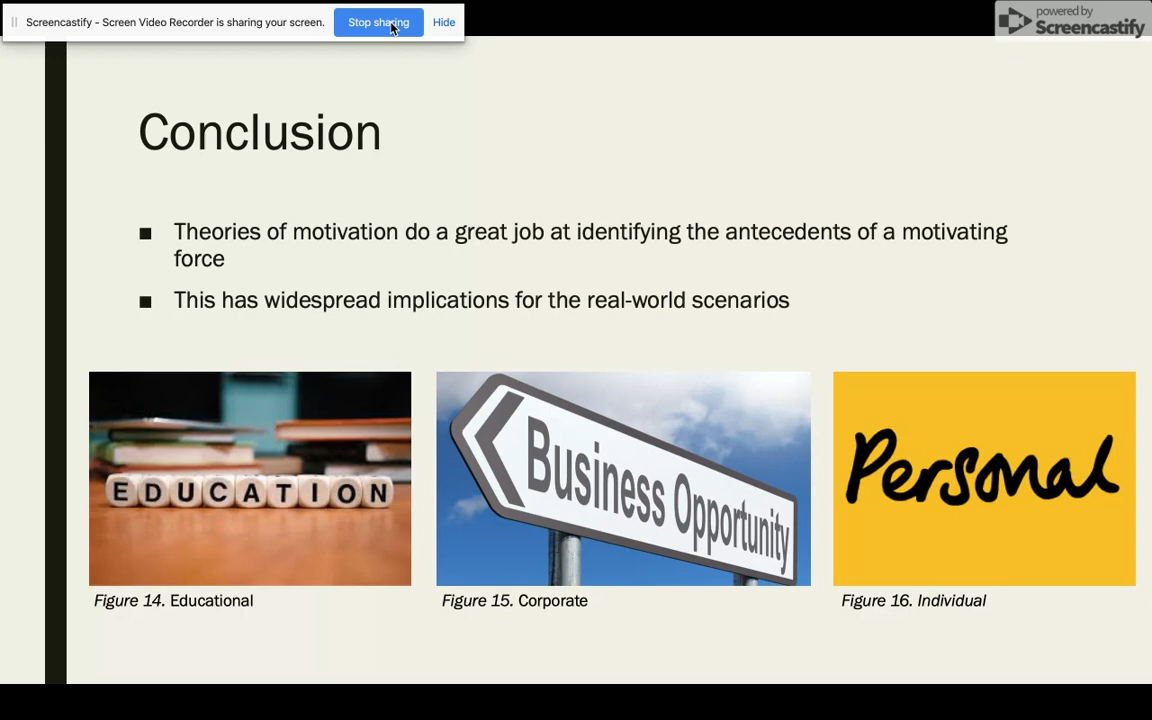 Screencastify - Screen Video Recorder is sharing your screen. Stop sharing Hide
powered by
Screencastify
Conclusion
■ Theories of motivation do a great job at identifying the antecedents of a motivating
force
■ This has widespread implications for the real-world scenarios
EDUCATION
Business Opportunity
Personal
Figure 14. Educational
Figure 15. Corporate
Figure 16. Individual